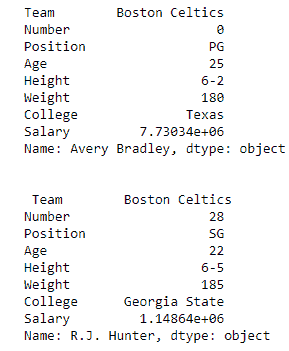 Team Boston Celtics
Number 0
Position PG
Age 25
Height 6-2
Weight 180
College Texas
Salary 7.73034e+06
Name: Avery Bradley, dtype: object
Team Boston Celtics
Number 28
Position SG
Age 22
Height 6-5
Weight 185
College Georgia State
Salary 1.14864e+06
Name: R.J. Hunter, dtype: object